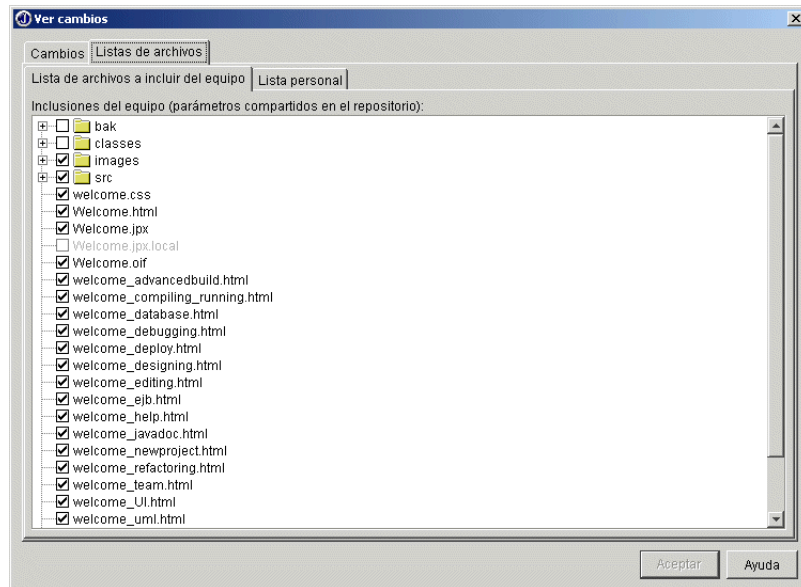 Ver cambios
Cambios
Listas de archivos
Lista de archivos a incluir del equipo
Lista personal
Inclusiones del equipo (parámetros compartidos en el repositorio):
bak
classes
images
src
welcome.css
Welcome.html
Welcome.jpx
Welcome.jpx.local
Welcome.oif
welcome_advancedbuild.html
welcome_compiling_running.html
welcome_database.html
welcome_debugging.html
welcome_deploy.html
welcome_designing.html
welcome_editing.html
welcome_ejb.html
welcome_help.html
welcome_javadoc.html
welcome_newproject.html
welcome_refactoring.html
welcome_team.html
welcome_UI.html
welcome_uml.html
Aceptar
Ayuda